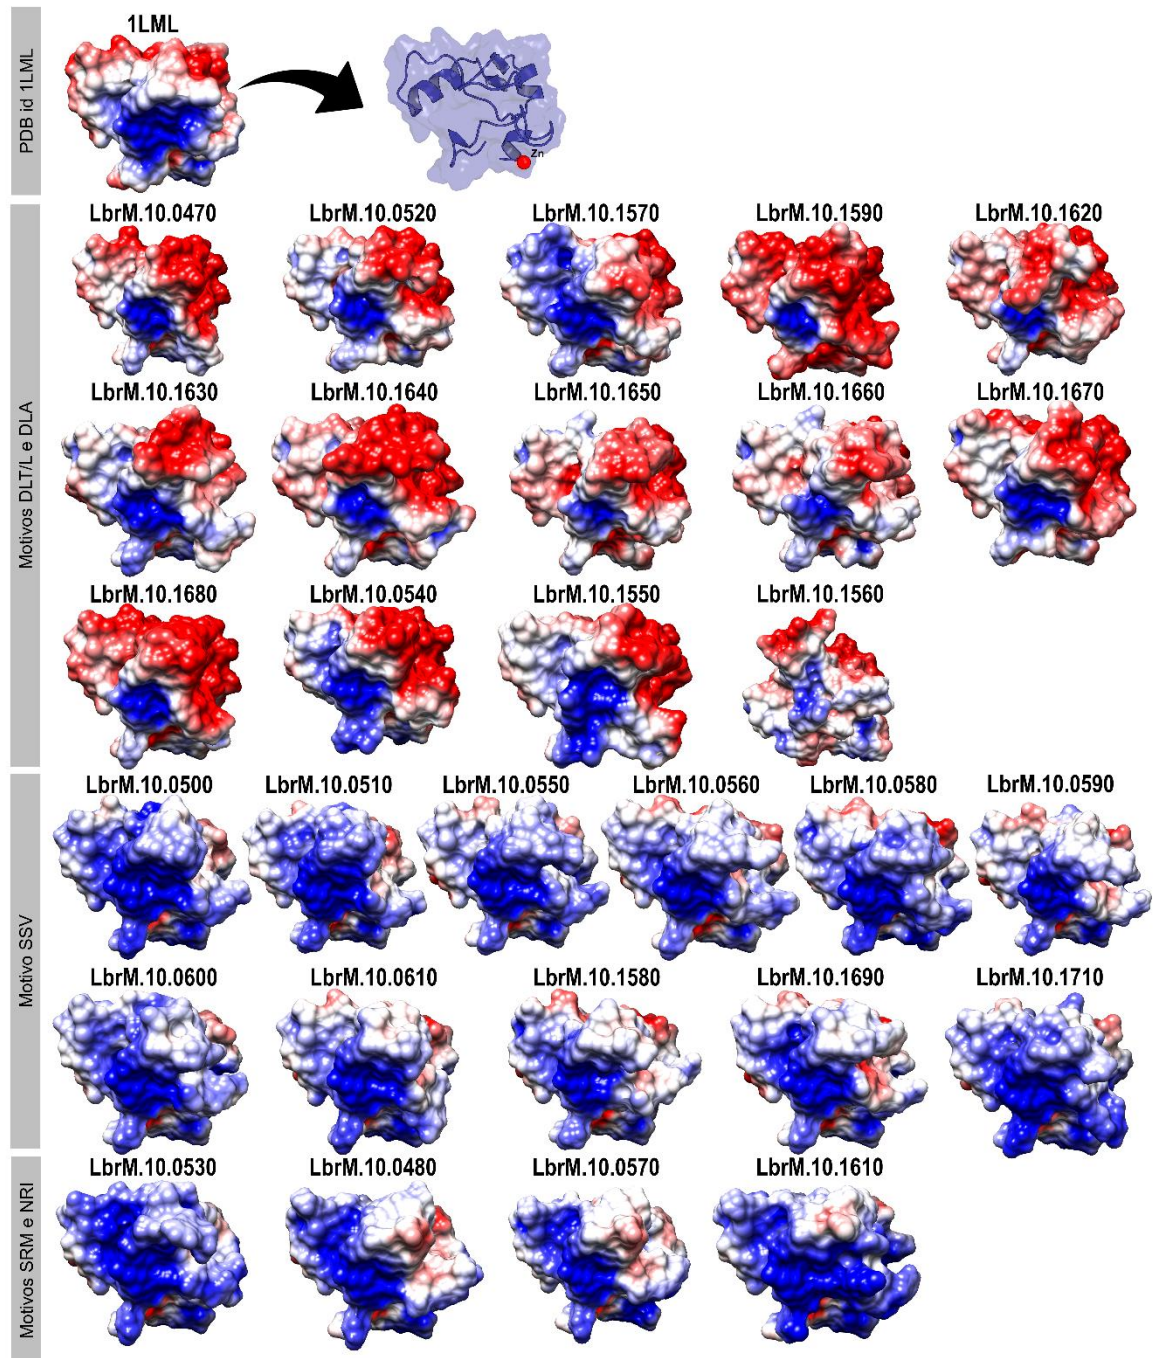 PDB id 1LML
1LML
Zn
Motivos DLT/L e DLA
LbrM.10.0470 LbrM.10.0520 LbrM.10.1570 LbrM.10.1590 LbrM.10.1620
LbrM.10.1630 LbrM.10.1640 LbrM.10.1650 LbrM.10.1660 LbrM.10.1670
LbrM.10.1680 LbrM.10.0540 LbrM.10.1550 LbrM.10.1560
Motivo SSV
LbrM.10.0500 LbrM.10.0510 LbrM.10.0550 LbrM.10.0560 LbrM.10.0580 LbrM.10.0590
LbrM.10.0600 LbrM.10.0610 LbrM.10.1580 LbrM.10.1690 LbrM.10.1710
Motivos SRM e NRI
LbrM.10.0530 LbrM.10.0480 LbrM.10.0570 LbrM.10.1610